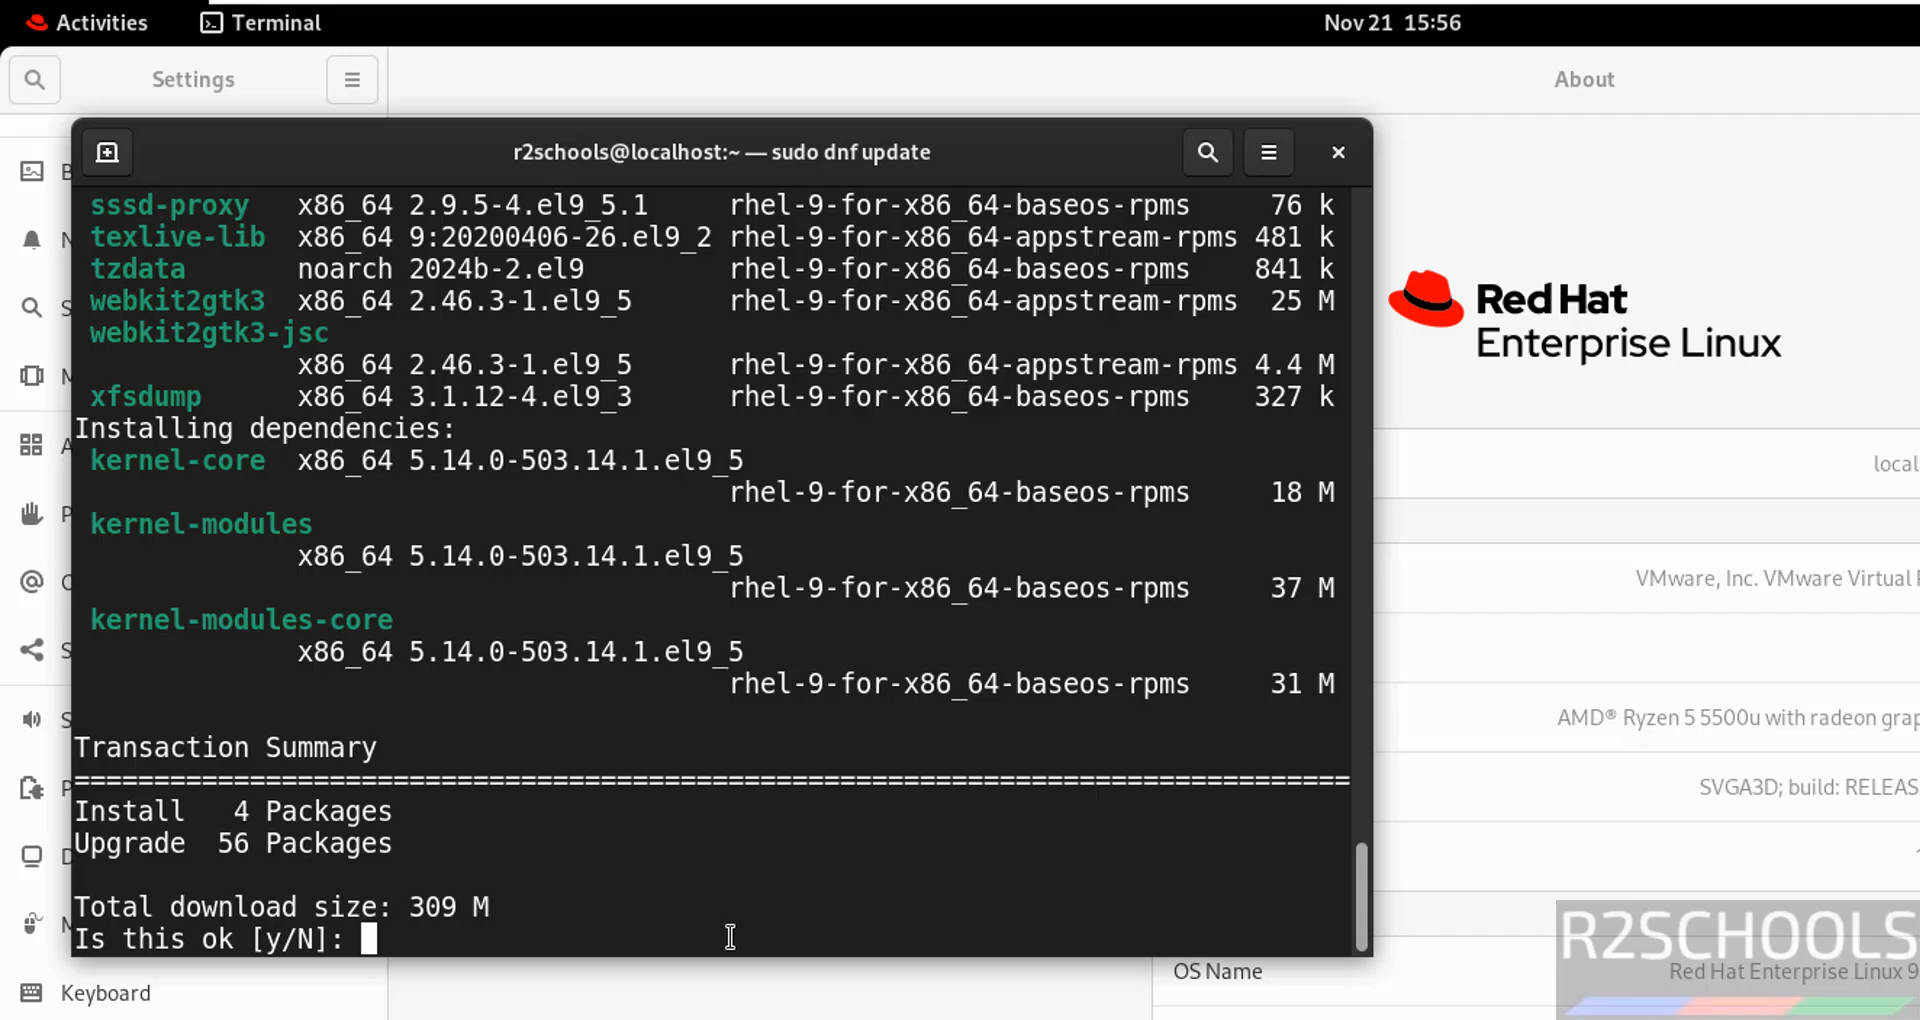 Activities Terminal Nov 21 15:56
Settings About
r2schools@localhost:~ — sudo dnf update
sssd-proxy x86_64 2.9.5-4.el9_5.1 rhel-9-for-x86_64-baseos-rpms 76 k
texlive-lib x86_64 9:20200406-26.el9_2 rhel-9-for-x86_64-appstream-rpms 481 k
tzdata noarch 2024b-2.el9 rhel-9-for-x86_64-baseos-rpms 841 k
webkit2gtk3 x86_64 2.46.3-1.el9_5 rhel-9-for-x86_64-appstream-rpms 25 M
webkit2gtk3-jsc
x86_64 2.46.3-1.el9_5 rhel-9-for-x86_64-appstream-rpms 4.4 M
xfsdump x86_64 3.1.12-4.el9_3 rhel-9-for-x86_64-baseos-rpms 327 k
Installing dependencies:
kernel-core x86_64 5.14.0-503.14.1.el9_5
rhel-9-for-x86_64-baseos-rpms 18 M
kernel-modules
x86_64 5.14.0-503.14.1.el9_5
rhel-9-for-x86_64-baseos-rpms 37 M
kernel-modules-core
x86_64 5.14.0-503.14.1.el9_5
rhel-9-for-x86_64-baseos-rpms 31 M
Transaction Summary
================================================================================
Install 4 Packages
Upgrade 56 Packages
Total download size: 309 M
Is this ok [y/N]:
Keyboard
Red Hat
Enterprise Linux
local
VMware, Inc. VMware Virtual
AMD® Ryzen 5 5500u with radeon grap
SVGA3D; build: RELEAS
R2SCHOOLS
OS Name Red Hat Enterprise Linux 9